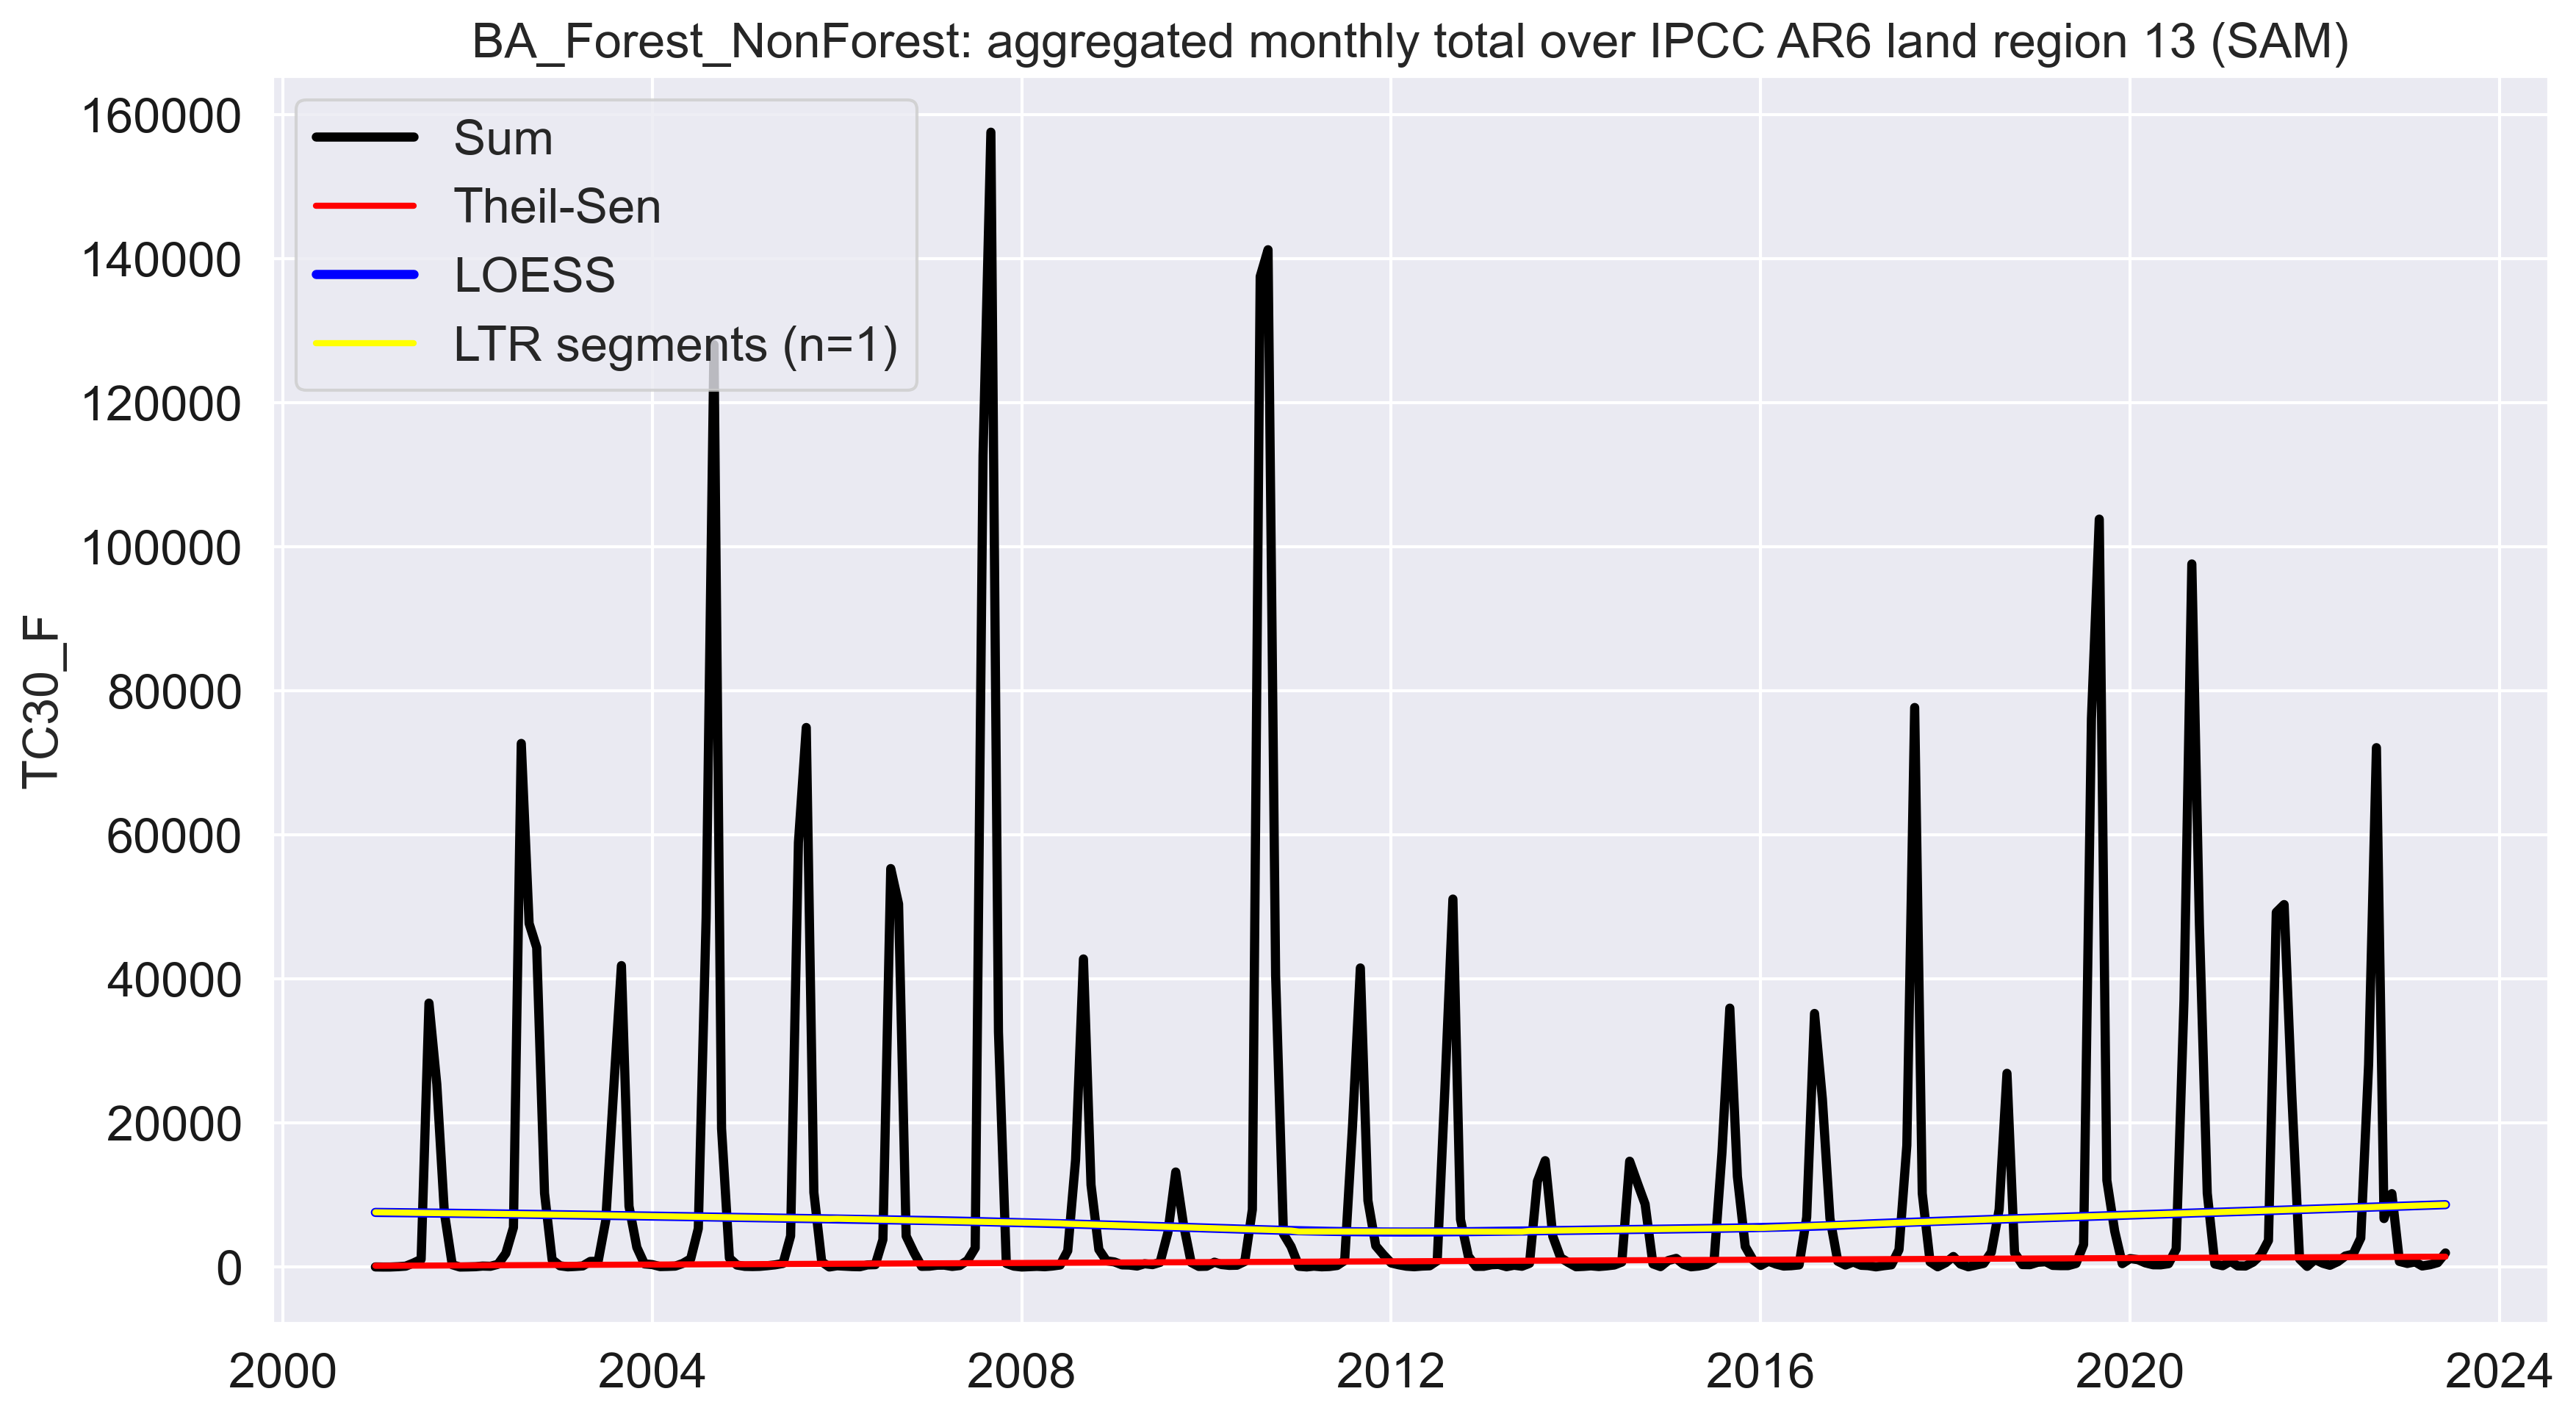 BA_Forest_NonForest: aggregated monthly total over IPCC AR6 land region 13 (SAM)
Sum
Theil-Sen
LOESS
LTR segments (n=1)
TC30_F
160000
140000
120000
100000
80000
60000
40000
20000
0
2000 2004 2008 2012 2016 2020 2024